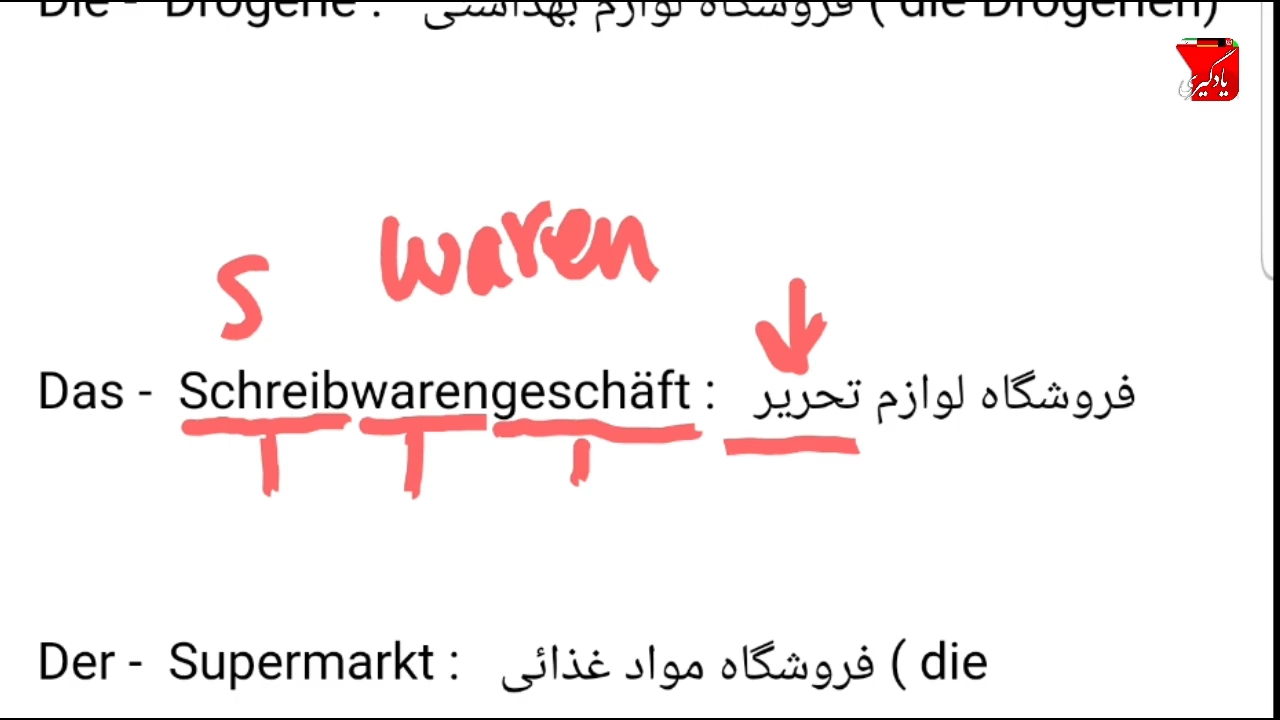 Die - Drogerie : فروشگاه لوازم بهداشتی ( die Drogerien)
یادگیری
s waren
Das - Schreibwarengeschäft : فروشگاه لوازم تحریر
Der - Supermarkt : فروشگاه مواد غذائی ( die